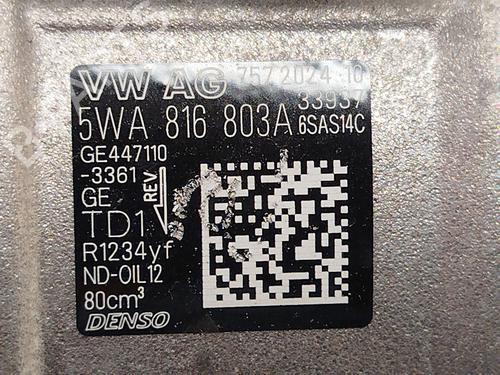 VW AG 757 2024 10
33937
5WA 816 803A 6SAS14C
GE447110
-3361
REV
GE
TD1
R1234yf
ND-OIL12
80cm³
DENSO